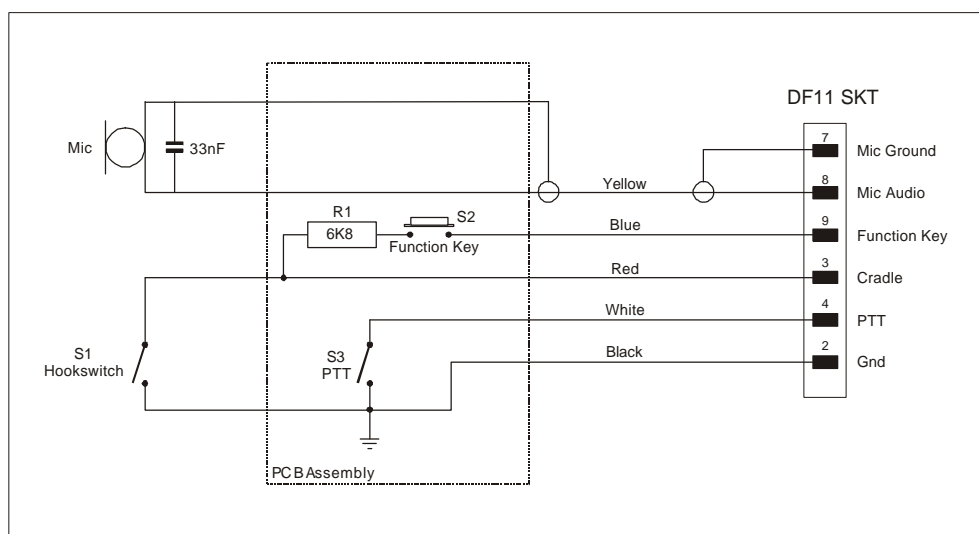 DF11 SKT
Mic
33nF
7
Mic Ground
Yellow
8
Mic Audio
R1
6K8
S2
Function Key
Blue
9
Function Key
Red
3
Cradle
White
4
PTT
S1
Hookswitch
S3
PTT
Black
2
Gnd
PCB Assembly